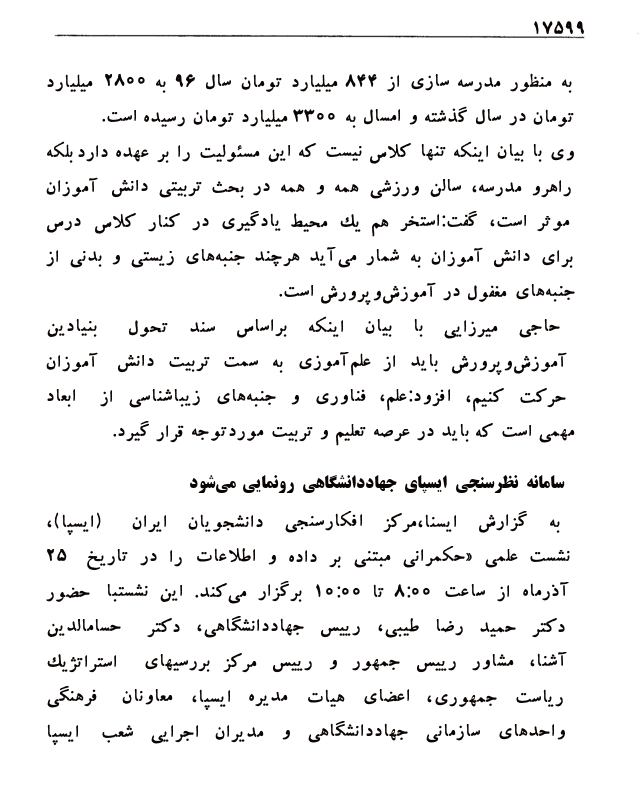 ۱۷۵۹۹
به منظور مدرسه سازی از ۸۴۴ میلیارد تومان سال ۹۶ به ۲۸۰۰ میلیارد
تومان در سال گذشته و امسال به ۳۳۰۰ میلیارد تومان رسیده است.
وی با بیان اینکه تنها کلاس نیست که این مسئولیت را بر عهده دارد بلکه
راهرو مدرسه، سالن ورزشی همه و همه در بحث تربیتی دانش آموزان
موثر است، گفت:استخر هم یك محیط یادگیری در کنار کلاس درس
برای دانش آموزان به شمار می‌آید هرچند جنبه‌های زیستی و بدنی از
جنبه‌های مغفول در آموزش‌وپرورش است.
حاجی میرزایی با بیان اینکه براساس سند تحول بنیادین
آموزش‌وپرورش باید از علم‌آموزی به سمت تربیت دانش آموزان
حرکت کنیم، افزود:علم، فناوری و جنبه‌های زیباشناسی از ابعاد
مهمی است که باید در عرصه تعلیم و تربیت موردتوجه قرار گیرد.
سامانه نظرسنجی ایسپای جهاددانشگاهی رونمایی می‌شود
به گزارش ایسنا،مرکز افکارسنجی دانشجویان ایران (ایسپا)،
نشست علمی «حکمرانی مبتنی بر داده و اطلاعات را در تاریخ ۲۵
آذرماه از ساعت ۸:۰۰ تا ۱۰:۰۰ برگزار می‌کند. این نشستبا حضور
دکتر حمید رضا طیبی، رییس جهاددانشگاهی، دکتر حسام‌الدین
آشنا، مشاور رییس جمهور و رییس مرکز بررسیهای استراتژیك
ریاست جمهوری، اعضای هیات مدیره ایسپا، معاونان فرهنگی
واحدهای سازمانی جهاددانشگاهی و مدیران اجرایی شعب ایسپا